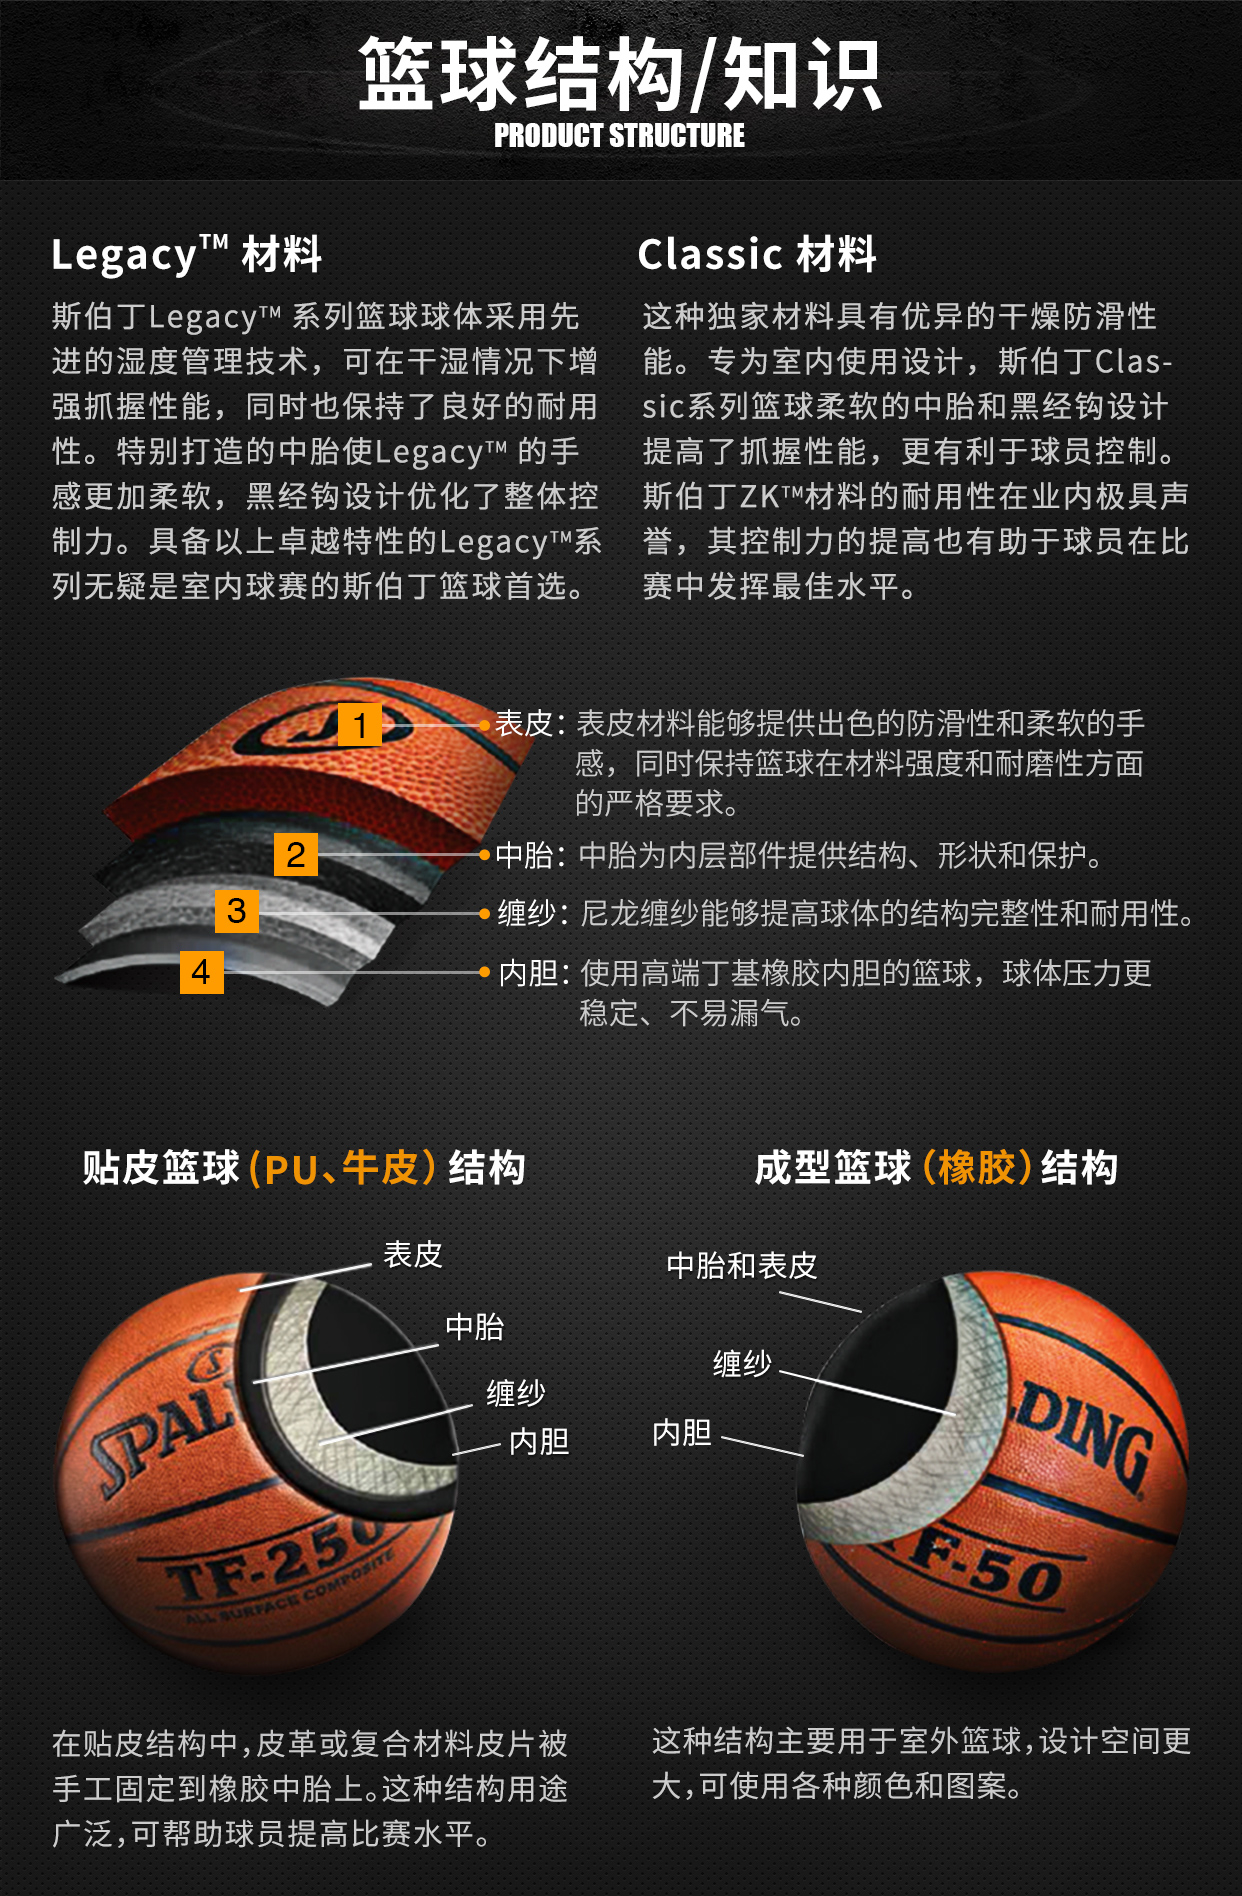 篮球结构/知识
PRODUCT STRUCTURE
Legacy™ 材料
斯伯丁Legacy™ 系列篮球球体采用先
进的湿度管理技术，可在干湿情况下增
强抓握性能，同时也保持了良好的耐用
性。特别打造的中胎使Legacy™ 的手
感更加柔软，黑经钩设计优化了整体控
制力。具备以上卓越特性的Legacy™系
列无疑是室内球赛的斯伯丁篮球首选。
Classic 材料
这种独家材料具有优异的干燥防滑性
能。专为室内使用设计，斯伯丁Clas-
sic系列篮球柔软的中胎和黑经钩设计
提高了抓握性能，更有利于球员控制。
斯伯丁ZK™材料的耐用性在业内极具声
誉，其控制力的提高也有助于球员在比
赛中发挥最佳水平。
1
表皮：表皮材料能够提供出色的防滑性和柔软的手
感，同时保持篮球在材料强度和耐磨性方面
的严格要求。
2
中胎：中胎为内层部件提供结构、形状和保护。
3
缠纱：尼龙缠纱能够提高球体的结构完整性和耐用性。
4
内胆：使用高端丁基橡胶内胆的篮球，球体压力更
稳定、不易漏气。
贴皮篮球(PU、牛皮）结构
表皮
中胎
缠纱
内胆
SPAL
TF-250
ALL SURFACE COMPOSITE
在贴皮结构中，皮革或复合材料皮片被
手工固定到橡胶中胎上。这种结构用途
广泛，可帮助球员提高比赛水平。
成型篮球（橡胶）结构
中胎和表皮
缠纱
内胆
LDING
TF-50
这种结构主要用于室外篮球，设计空间更
大，可使用各种颜色和图案。